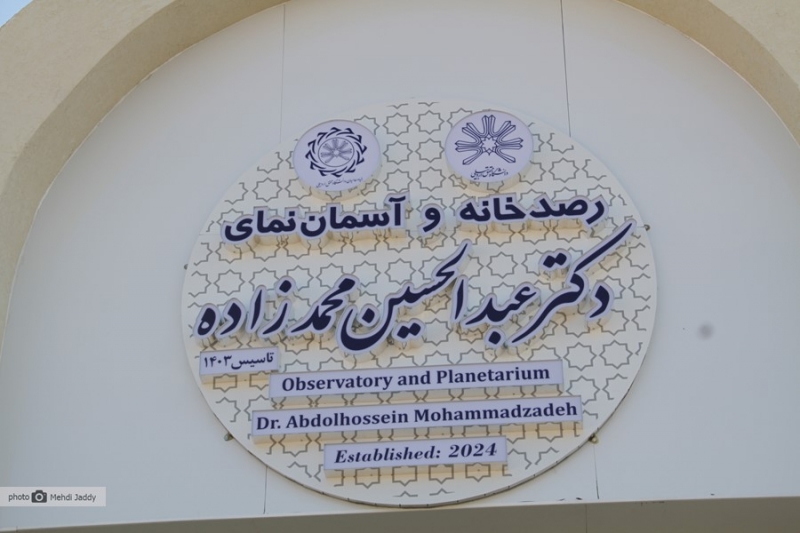 رصدخانه و آسمان‌نمای
دکتر عبدالحسین محمدزاده
تاسیس ۱۴۰۳
Observatory and Planetarium
Dr. Abdolhossein Mohammadzadeh
Established: 2024
photo Mehdi Jaddy